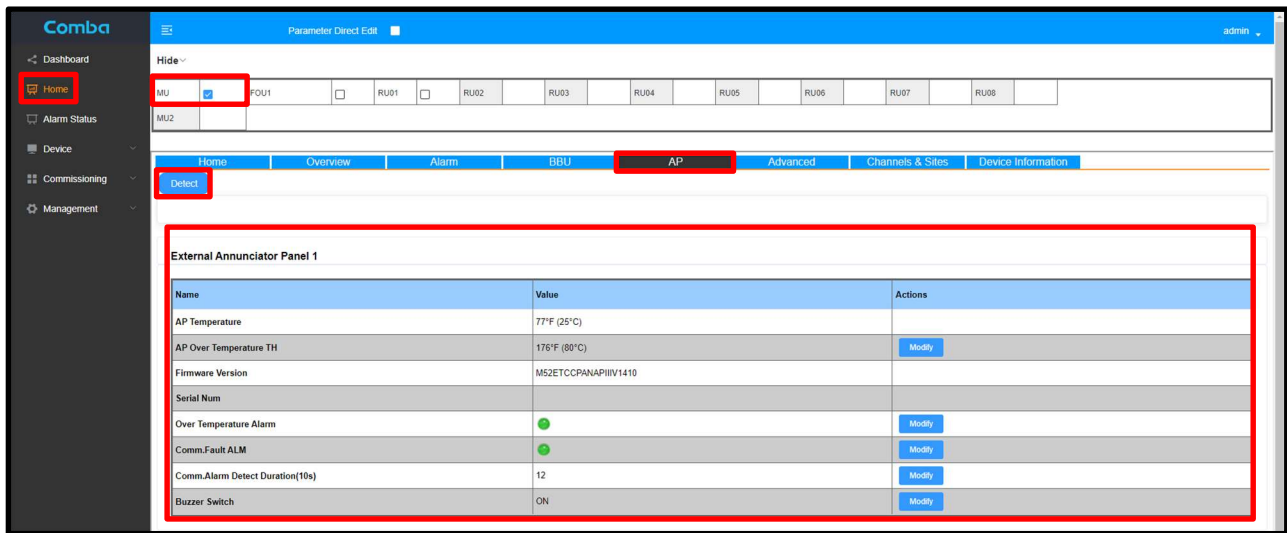 Comba
Parameter Direct Edit
admin
Dashboard
Home
Alarm Status
Device
Commissioning
Management
Hide
MU FOU1 RU01 RU02 RU03 RU04 RU05 RU06 RU07 RU08
MU2
Home Overview Alarm BBU AP Advanced Channels & Sites Device Information
Detect
External Annunciator Panel 1
Name Value Actions
AP Temperature 77°F (25°C)
AP Over Temperature TH 176°F (80°C) Modify
Firmware Version M52ETCCPANAPIIIV1410
Serial Num
Over Temperature Alarm Modify
Comm.Fault ALM Modify
Comm.Alarm Detect Duration(10s) 12 Modify
Buzzer Switch ON Modify